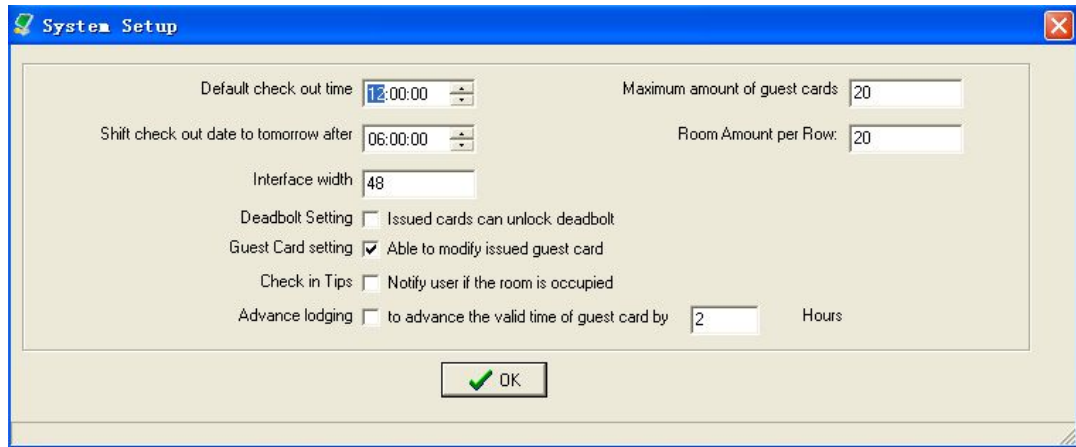 System Setup
Default check out time 12:00:00 Maximum amount of guest cards 20
Shift check out date to tomorrow after 06:00:00 Room Amount per Row: 20
Interface width 48
Deadbolt Setting Issued cards can unlock deadbolt
Guest Card setting Able to modify issued guest card
Check in Tips Notify user if the room is occupied
Advance lodging to advance the valid time of guest card by 2 Hours
OK